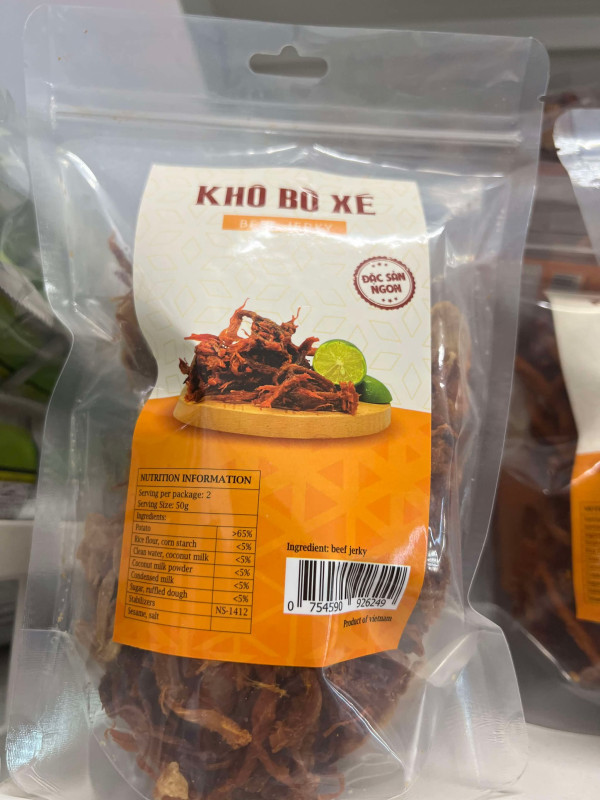 KHÔ BÒ XÉ
BEEF JERKY
ĐẶC SẢN
NGON
NUTRITION INFORMATION
Serving per package: 2
Serving Size: 50g
Ingredients:
Potato >65%
Rice flour, corn starch <5%
Clean water, coconut milk <5%
Coconut milk powder <5%
Condensed milk <5%
Sugar, ruffled dough <5%
Stabilizers NS-1412
Sesame, salt
Ingredient: beef jerky
0 754590 926249
Product of vietnam